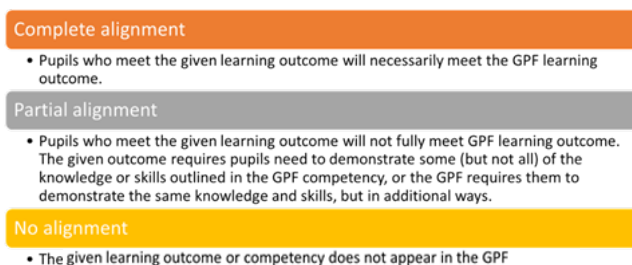 Complete alignment
• Pupils who meet the given learning outcome will necessarily meet the GPF learning
outcome.
Partial alignment
• Pupils who meet the given learning outcome will not fully meet GPF learning outcome.
The given outcome requires pupils need to demonstrate some (but not all) of the
knowledge or skills outlined in the GPF competency, or the GPF requires them to
demonstrate the same knowledge and skills, but in additional ways.
No alignment
• The given learning outcome or competency does not appear in the GPF